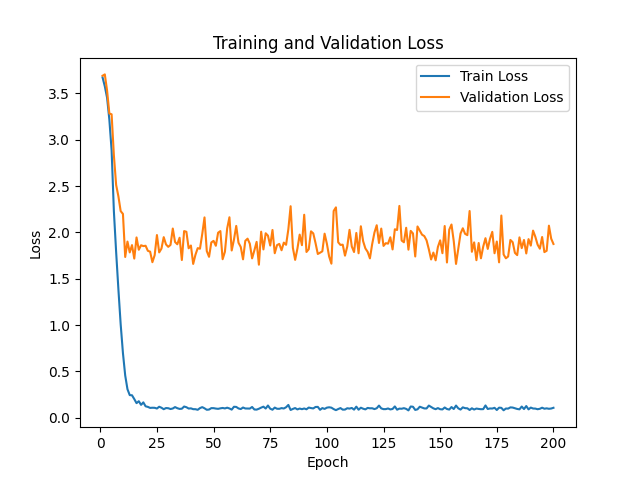 Training and Validation Loss
Train Loss
Validation Loss
3.5
3.0
2.5
2.0
1.5
1.0
0.5
0.0
Loss
0 25 50 75 100 125 150 175 200
Epoch